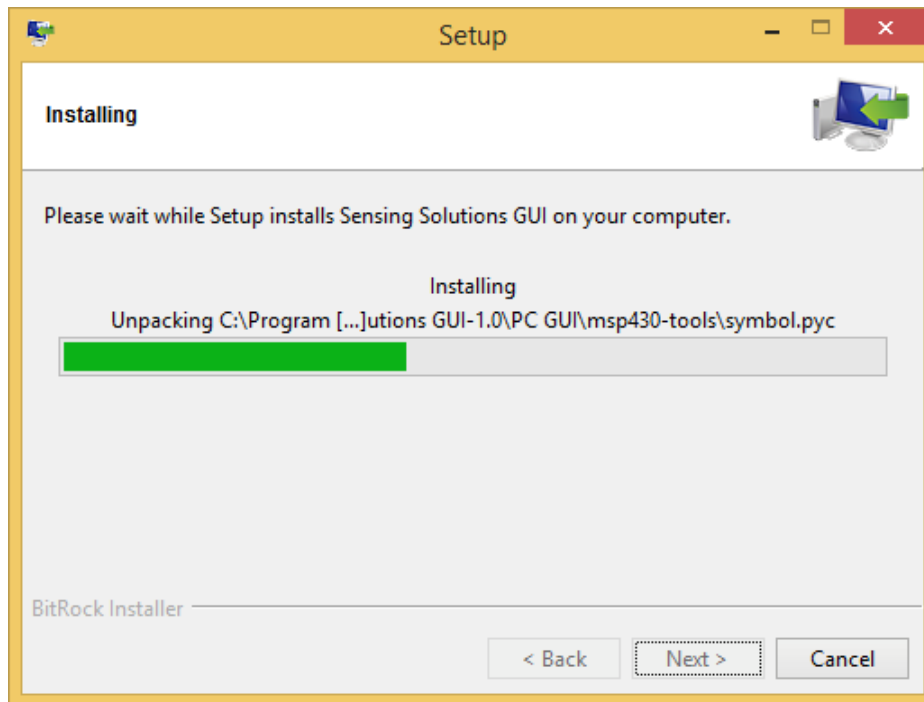 Setup
Installing
Please wait while Setup installs Sensing Solutions GUI on your computer.
Installing
Unpacking C:\Program [...]utions GUI-1.0\PC GUI\msp430-tools\symbol.pyc
BitRock Installer
< Back Next > Cancel